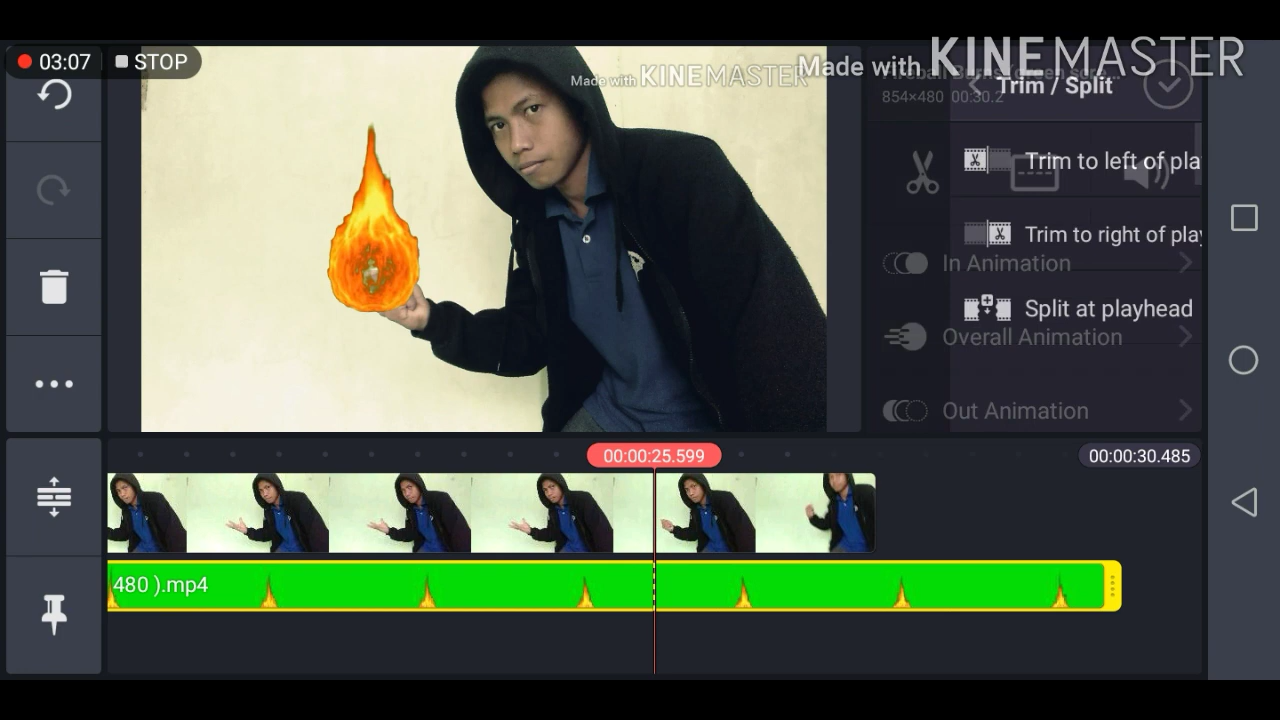 03:07
STOP
Made with KINEMASTER
Made with KINEMASTER
Trim / Split
854×480 00:30.2
Trim to left of pla
Trim to right of play
In Animation
Split at playhead
Overall Animation
Out Animation
00:00:25.599
00:00:30.485
480 ).mp4